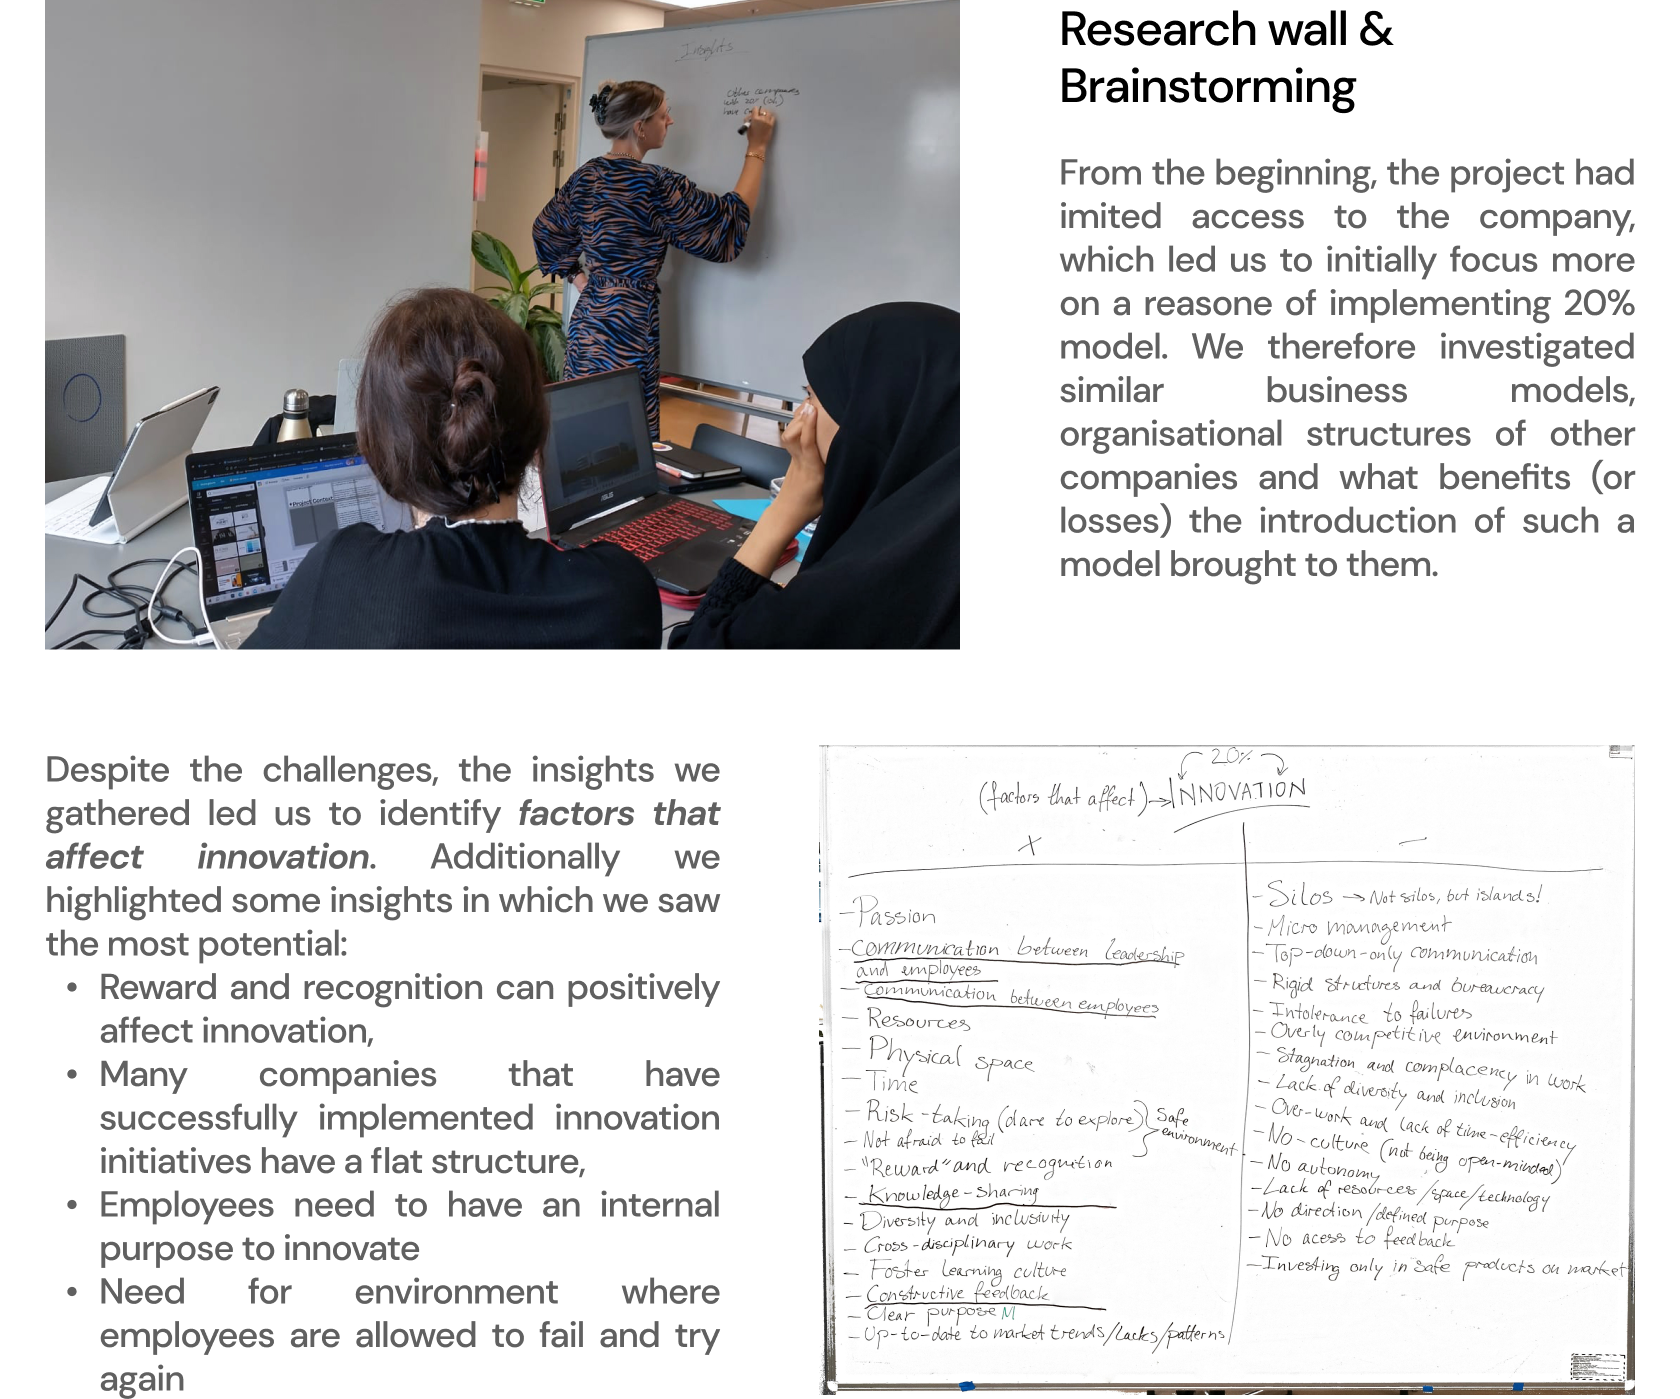 Insights
Other companies
with 20% (or)
have
Research wall &
Brainstorming
From the beginning, the project had
imited access to the company,
which led us to initially focus more
on a reasone of implementing 20%
model. We therefore investigated
similar business models,
organisational structures of other
companies and what benefits (or
losses) the introduction of such a
model brought to them.
Project Context
ASUS
Despite the challenges, the insights we
gathered led us to identify factors that
affect innovation. Additionally we
highlighted some insights in which we saw
the most potential:
• Reward and recognition can positively
affect innovation,
• Many companies that have
successfully implemented innovation
initiatives have a flat structure,
• Employees need to have an internal
purpose to innovate
• Need for environment where
employees are allowed to fail and try
again
20%
(factors that affect) → INNOVATION
+
-
- Passion
- Communication between leadership
and employees
- Communication between employees
- Resources
- Physical space
- Time
- Risk-taking (dare to explore)
- Not afraid to fail
Safe
environment
- "Reward" and recognition
- Knowledge-sharing
- Diversity and inclusivity
- Cross-disciplinary work
- Foster learning culture
- Constructive feedback
- Clear purpose M
- Up-to-date to market trends/lacks/patterns
- Silos → Not silos, but islands!
- Micro management
- Top-down-only communication
- Rigid structures and bureaucracy
- Intolerance to failures
- Overly competitive environment
- Stagnation and complacency in work
- Lack of diversity and inclusion
- Over-work and lack of time-efficiency
- No-culture (not being open-minded)
- No autonomy
- Lack of resources/space/technology
- No direction/defined purpose
- No acess to feedback
- Investing only in safe products on market